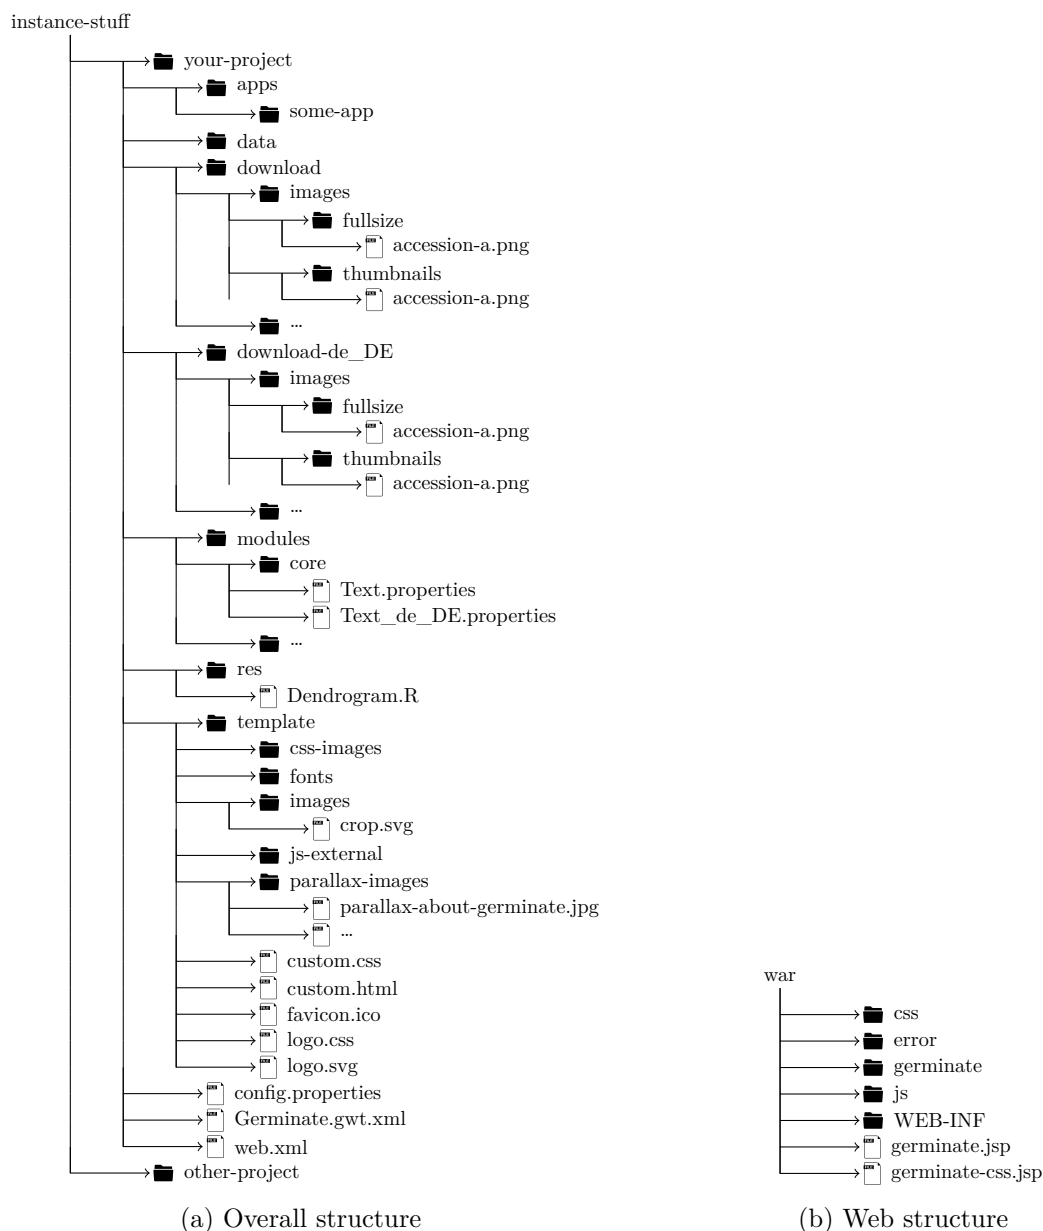 instance-stuff
your-project
apps
some-app
data
download
images
fullsize
accession-a.png
thumbnails
accession-a.png
...
download-de_DE
images
fullsize
accession-a.png
thumbnails
accession-a.png
...
modules
core
Text.properties
Text_de_DE.properties
...
res
Dendrogram.R
template
css-images
fonts
images
crop.svg
js-external
parallax-images
parallax-about-germinate.jpg
...
custom.css
custom.html
favicon.ico
logo.css
logo.svg
config.properties
Germinate.gwt.xml
web.xml
other-project
(a) Overall structure
war
css
error
germinate
js
WEB-INF
germinate.jsp
germinate-css.jsp
(b) Web structure